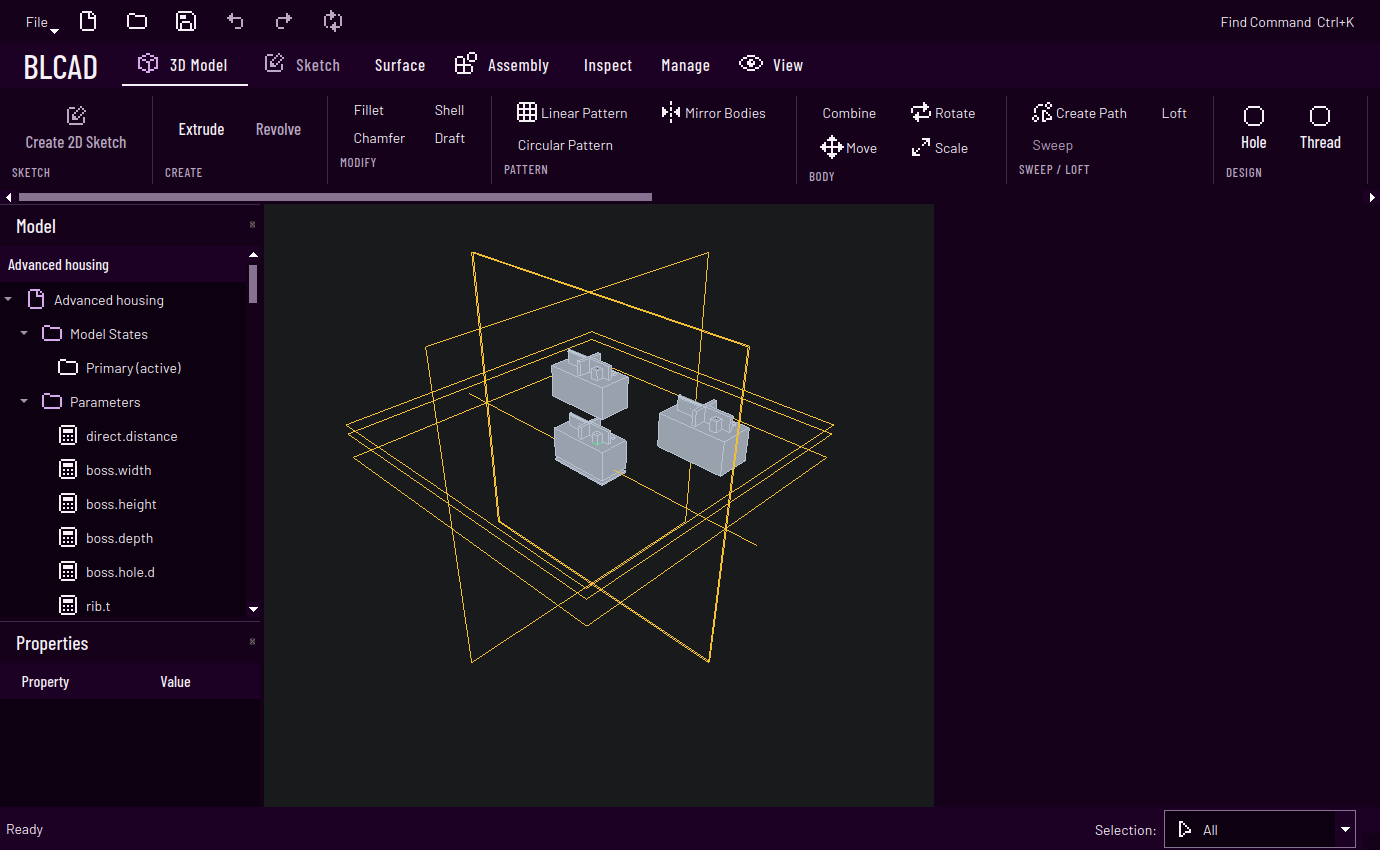 File
Find Command Ctrl+K
BLCAD
3D Model
Sketch
Surface
Assembly
Inspect
Manage
View
Create 2D Sketch
SKETCH
Extrude
Revolve
CREATE
Fillet
Shell
Chamfer
Draft
MODIFY
Linear Pattern
Mirror Bodies
Circular Pattern
PATTERN
Combine
Rotate
Move
Scale
BODY
Create Path
Loft
Sweep
SWEEP / LOFT
Hole
Thread
DESIGN
Model
Advanced housing
Advanced housing
Model States
Primary (active)
Parameters
direct.distance
boss.width
boss.height
boss.depth
boss.hole.d
rib.t
Properties
Property
Value
Ready
Selection:
All